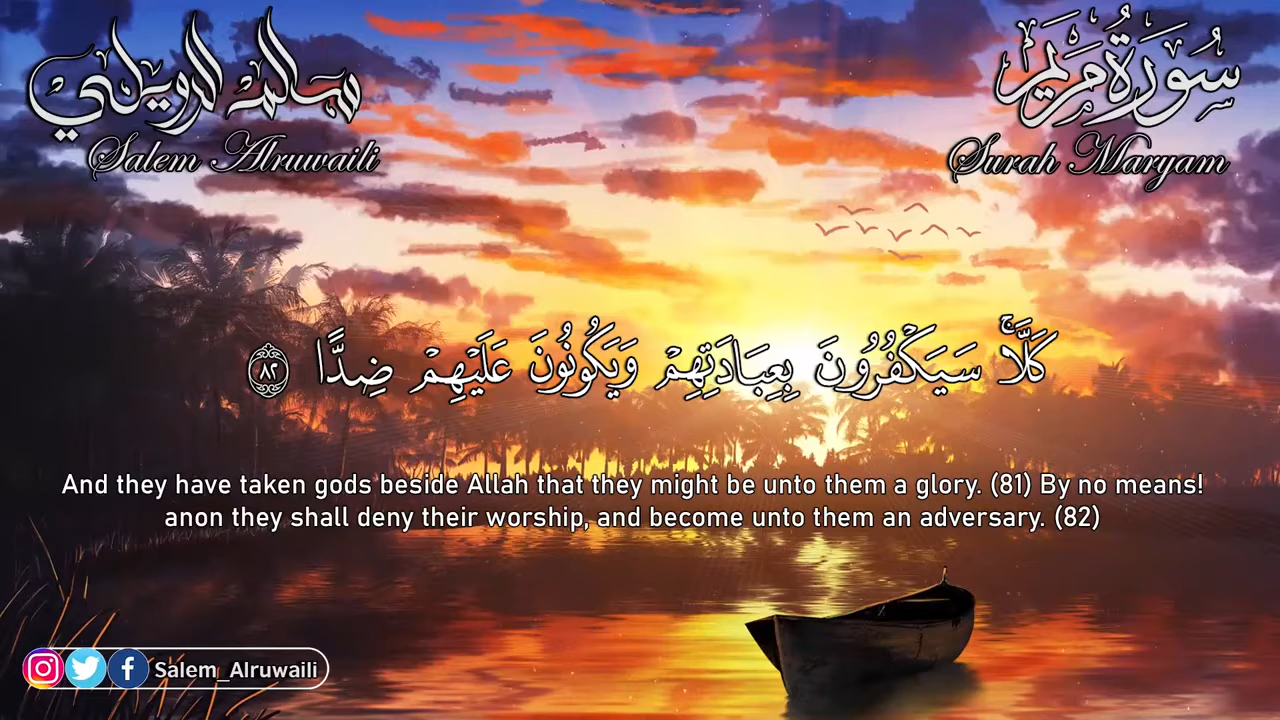 سالم الرويلي
Salem Alruwaili
سُورَةُ مَريَم
Surah Maryam
كَلَّاۚ سَيَكْفُرُونَ بِعِبَادَتِهِمْ وَيَكُونُونَ عَلَيْهِمْ ضِدًّا ٨٢
And they have taken gods beside Allah that they might be unto them a glory. (81) By no means!
anon they shall deny their worship, and become unto them an adversary. (82)
Salem_Alruwaili